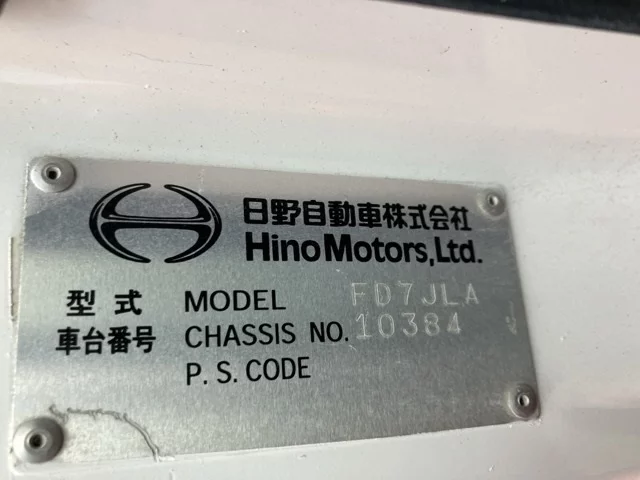 日野自動車株式会社
Hino Motors, Ltd.
型式 MODEL FD7JLA
車台番号 CHASSIS NO. 10384
P. S. CODE